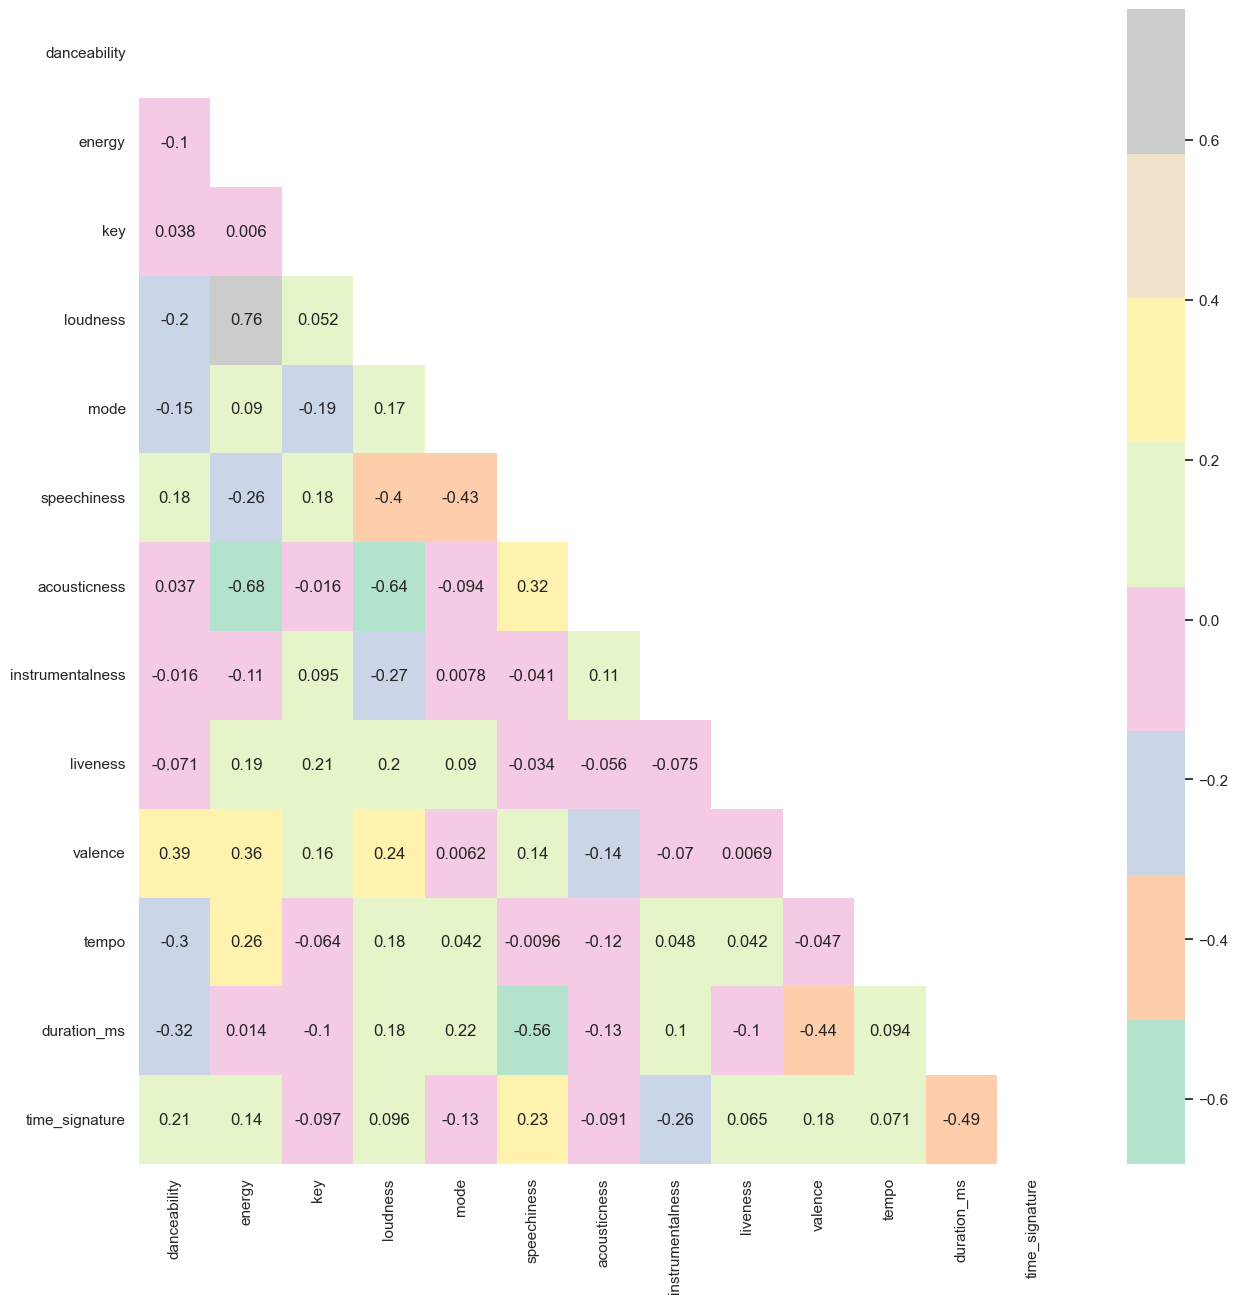 danceability
energy -0.1
key 0.038 0.006
loudness -0.2 0.76 0.052
mode -0.15 0.09 -0.19 0.17
speechiness 0.18 -0.26 0.18 -0.4 -0.43
acousticness 0.037 -0.68 -0.016 -0.64 -0.094 0.32
instrumentalness -0.016 -0.11 0.095 -0.27 0.0078 -0.041 0.11
liveness -0.071 0.19 0.21 0.2 0.09 -0.034 -0.056 -0.075
valence 0.39 0.36 0.16 0.24 0.0062 0.14 -0.14 -0.07 0.0069
tempo -0.3 0.26 -0.064 0.18 0.042 -0.0096 -0.12 0.048 0.042 -0.047
duration_ms -0.32 0.014 -0.1 0.18 0.22 -0.56 -0.13 0.1 -0.1 -0.44 0.094
time_signature 0.21 0.14 -0.097 0.096 -0.13 0.23 -0.091 -0.26 0.065 0.18 0.071 -0.49
danceability energy key loudness mode speechiness acousticness instrumentalness liveness valence tempo duration_ms time_signature
0.6
0.4
0.2
0.0
−0.2
−0.4
−0.6